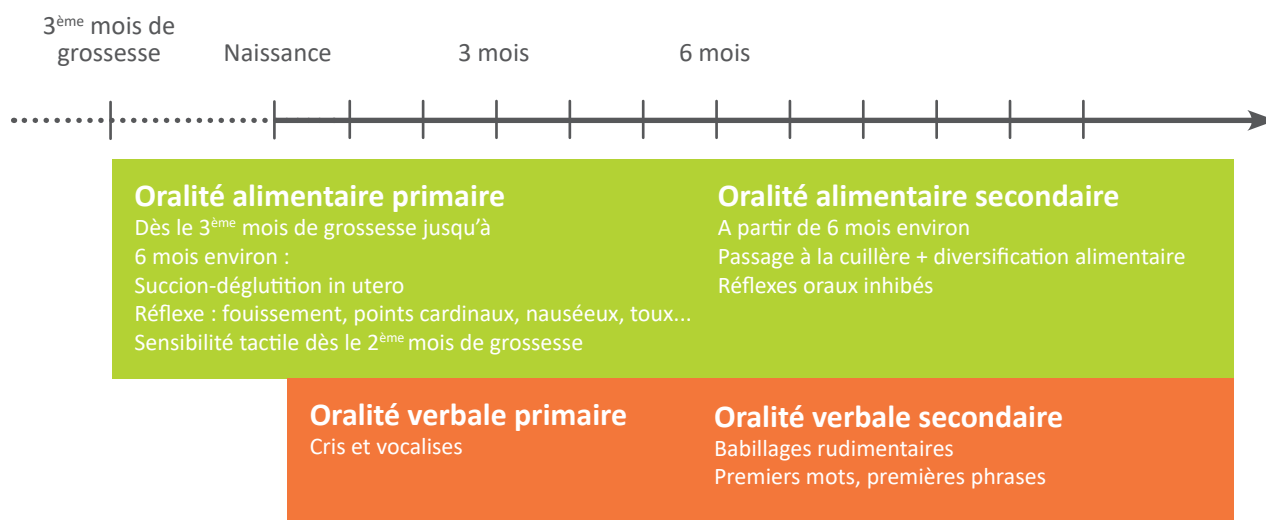 3ème mois de
grossesse
Naissance
3 mois
6 mois
Oralité alimentaire primaire
Dès le 3ème mois de grossesse jusqu'à
6 mois environ :
Succion-déglutition in utero
Réflexe : fouissement, points cardinaux, nauséeux, toux...
Sensibilité tactile dès le 2ème mois de grossesse
Oralité alimentaire secondaire
A partir de 6 mois environ
Passage à la cuillère + diversification alimentaire
Réflexes oraux inhibés
Oralité verbale primaire
Cris et vocalises
Oralité verbale secondaire
Babillages rudimentaires
Premiers mots, premières phrases